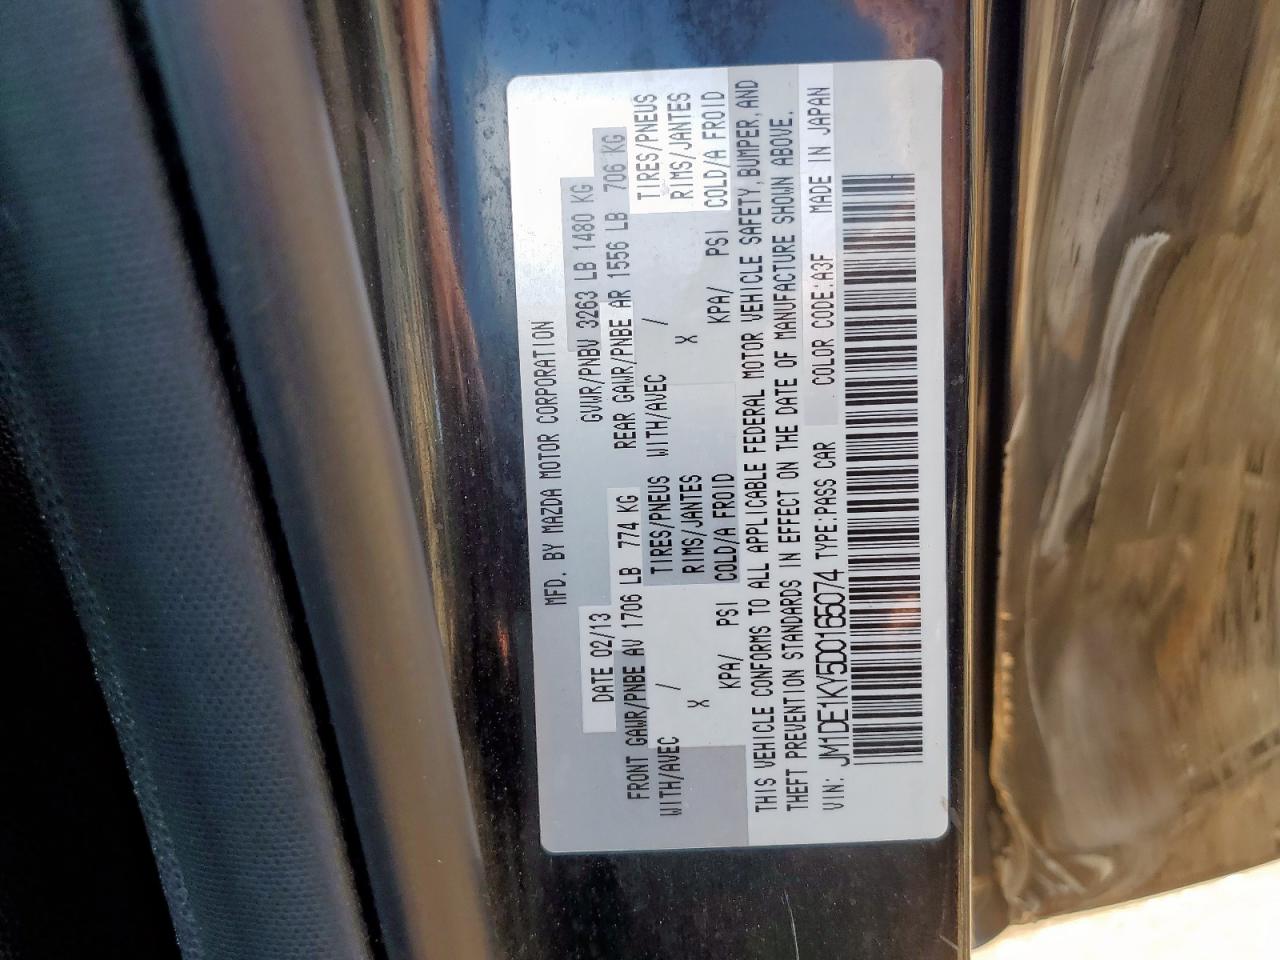 MFD. BY MAZDA MOTOR CORPORATION
DATE 02/13 GVWR/PNBV 3263 LB 1480 KG
FRONT GAWR/PNBE AV 1706 LB 774 KG REAR GAWR/PNBE AR 1556 LB 706 KG
WITH/AVEC / TIRES/PNEUS WITH/AVEC / TIRES/PNEUS
X RIMS/JANTES X RIMS/JANTES
KPA/ PSI COLD/A FROID KPA/ PSI COLD/A FROID
THIS VEHICLE CONFORMS TO ALL APPLICABLE FEDERAL MOTOR VEHICLE SAFETY, BUMPER, AND
THEFT PREVENTION STANDARDS IN EFFECT ON THE DATE OF MANUFACTURE SHOWN ABOVE.
VIN: JM1DE1KY5D0165074 TYPE:PASS CAR COLOR CODE:A3F MADE IN JAPAN